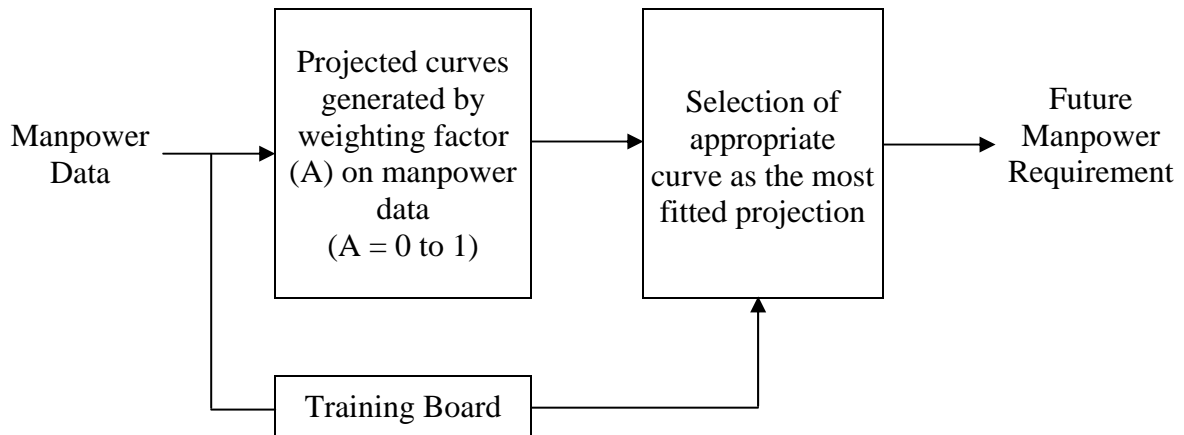 Manpower
Data
Projected curves
generated by
weighting factor
(A) on manpower
data
(A = 0 to 1)
Selection of
appropriate
curve as the most
fitted projection
Future
Manpower
Requirement
Training Board